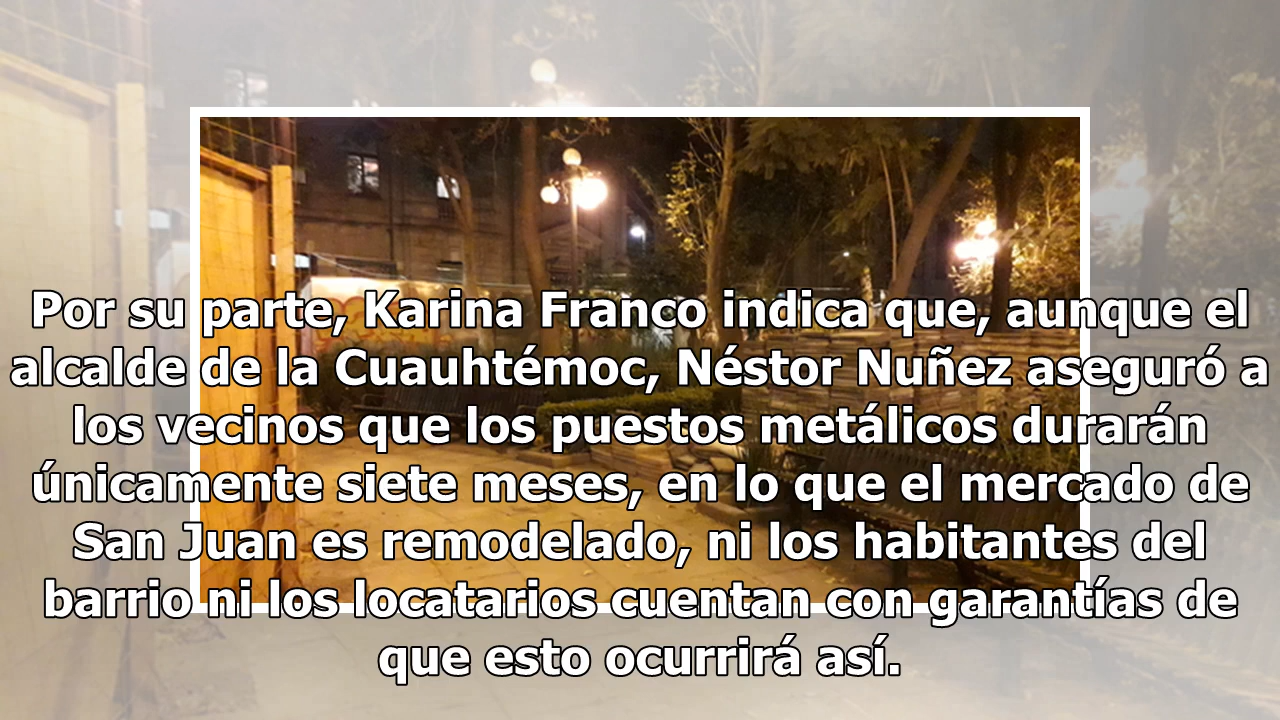 Por su parte, Karina Franco indica que, aunque el
alcalde de la Cuauhtémoc, Néstor Nuñez aseguró a
los vecinos que los puestos metálicos durarán
únicamente siete meses, en lo que el mercado de
San Juan es remodelado, ni los habitantes del
barrio ni los locatarios cuentan con garantías de
que esto ocurrirá así.